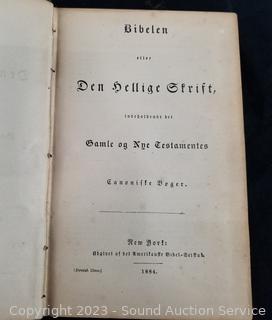 Bibelen
eller
Den Hellige Skrift,
indeholdende det
Gamle og Nye Testamentes
Canoniske Bøger.
New York:
Udgivet af det Amerikanske Bibel-Selskab.
1884.
Copyright © 2023 - Sound Auction Service -